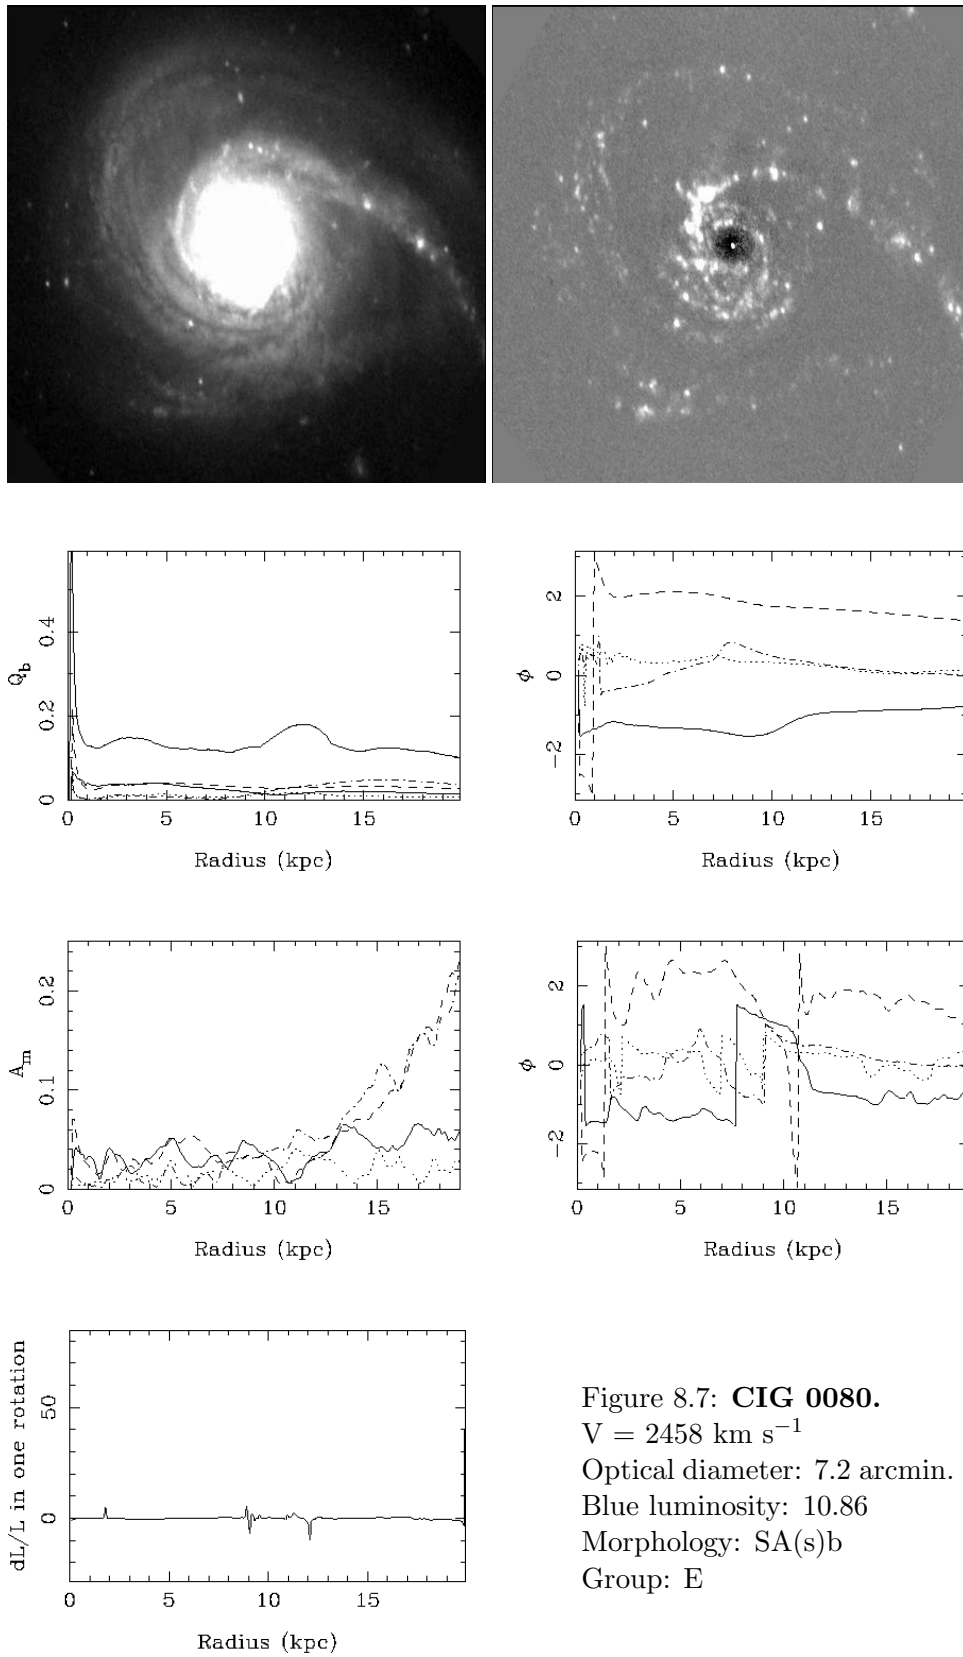 Q_b
0.4
0.2
0
0 5 10 15
Radius (kpc)
ϕ
2
0
−2
0 5 10 15
Radius (kpc)
A_m
0.2
0.1
0
0 5 10 15
Radius (kpc)
ϕ
2
0
−2
0 5 10 15
Radius (kpc)
dL/L in one rotation
50
0
0 5 10 15
Radius (kpc)
Figure 8.7: CIG 0080.
V = 2458 km s⁻¹
Optical diameter: 7.2 arcmin.
Blue luminosity: 10.86
Morphology: SA(s)b
Group: E